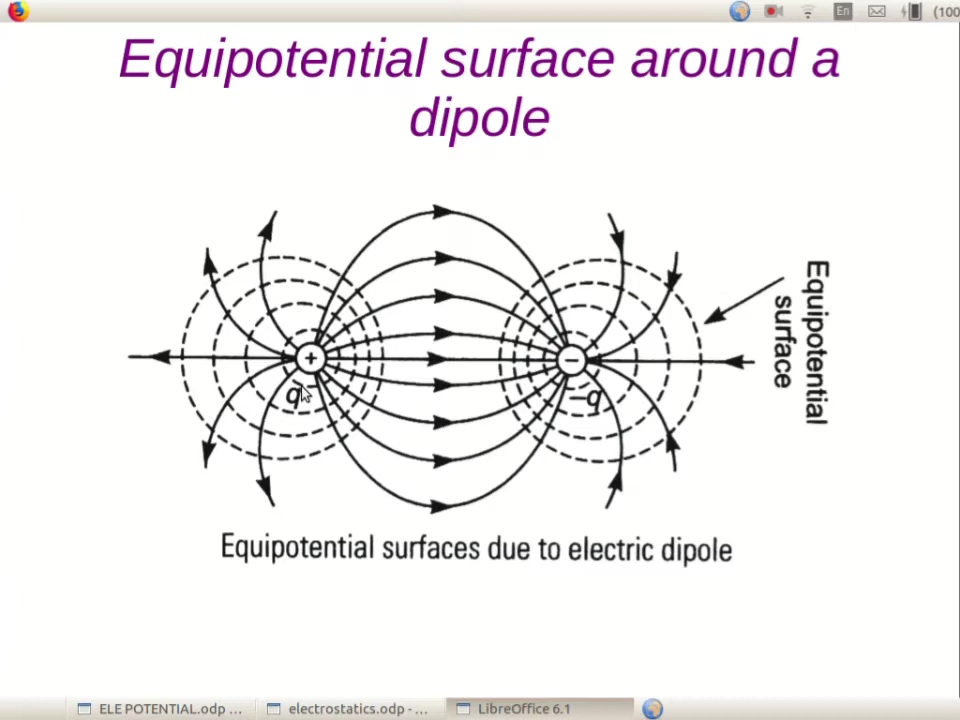 En
(100
Equipotential surface around a
dipole
+
−
q
−q
Equipotential
surface
Equipotential surfaces due to electric dipole
ELE POTENTIAL.odp ...
electrostatics.odp - ...
LibreOffice 6.1